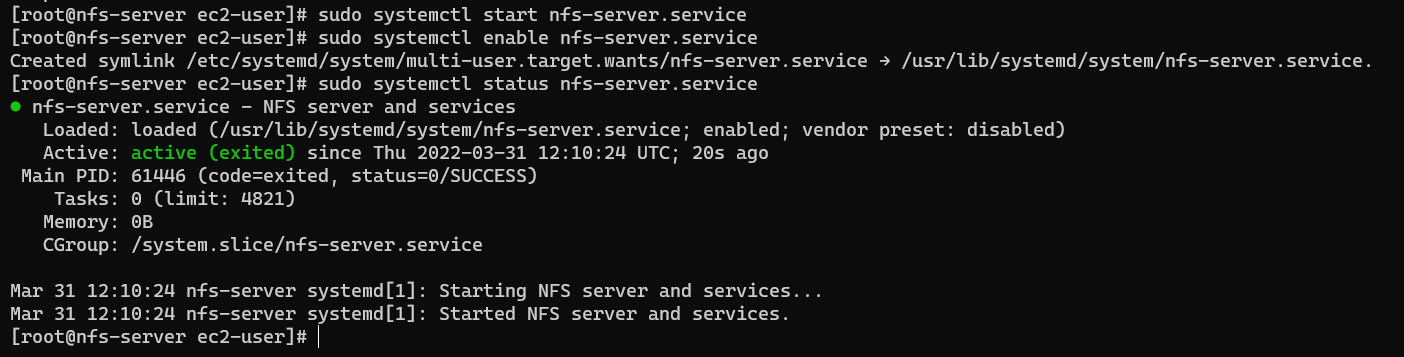 [root@nfs-server ec2-user]# sudo systemctl start nfs-server.service
[root@nfs-server ec2-user]# sudo systemctl enable nfs-server.service
Created symlink /etc/systemd/system/multi-user.target.wants/nfs-server.service → /usr/lib/systemd/system/nfs-server.service.
[root@nfs-server ec2-user]# sudo systemctl status nfs-server.service
● nfs-server.service - NFS server and services
   Loaded: loaded (/usr/lib/systemd/system/nfs-server.service; enabled; vendor preset: disabled)
   Active: active (exited) since Thu 2022-03-31 12:10:24 UTC; 20s ago
 Main PID: 61446 (code=exited, status=0/SUCCESS)
    Tasks: 0 (limit: 4821)
   Memory: 0B
   CGroup: /system.slice/nfs-server.service

Mar 31 12:10:24 nfs-server systemd[1]: Starting NFS server and services...
Mar 31 12:10:24 nfs-server systemd[1]: Started NFS server and services.
[root@nfs-server ec2-user]#